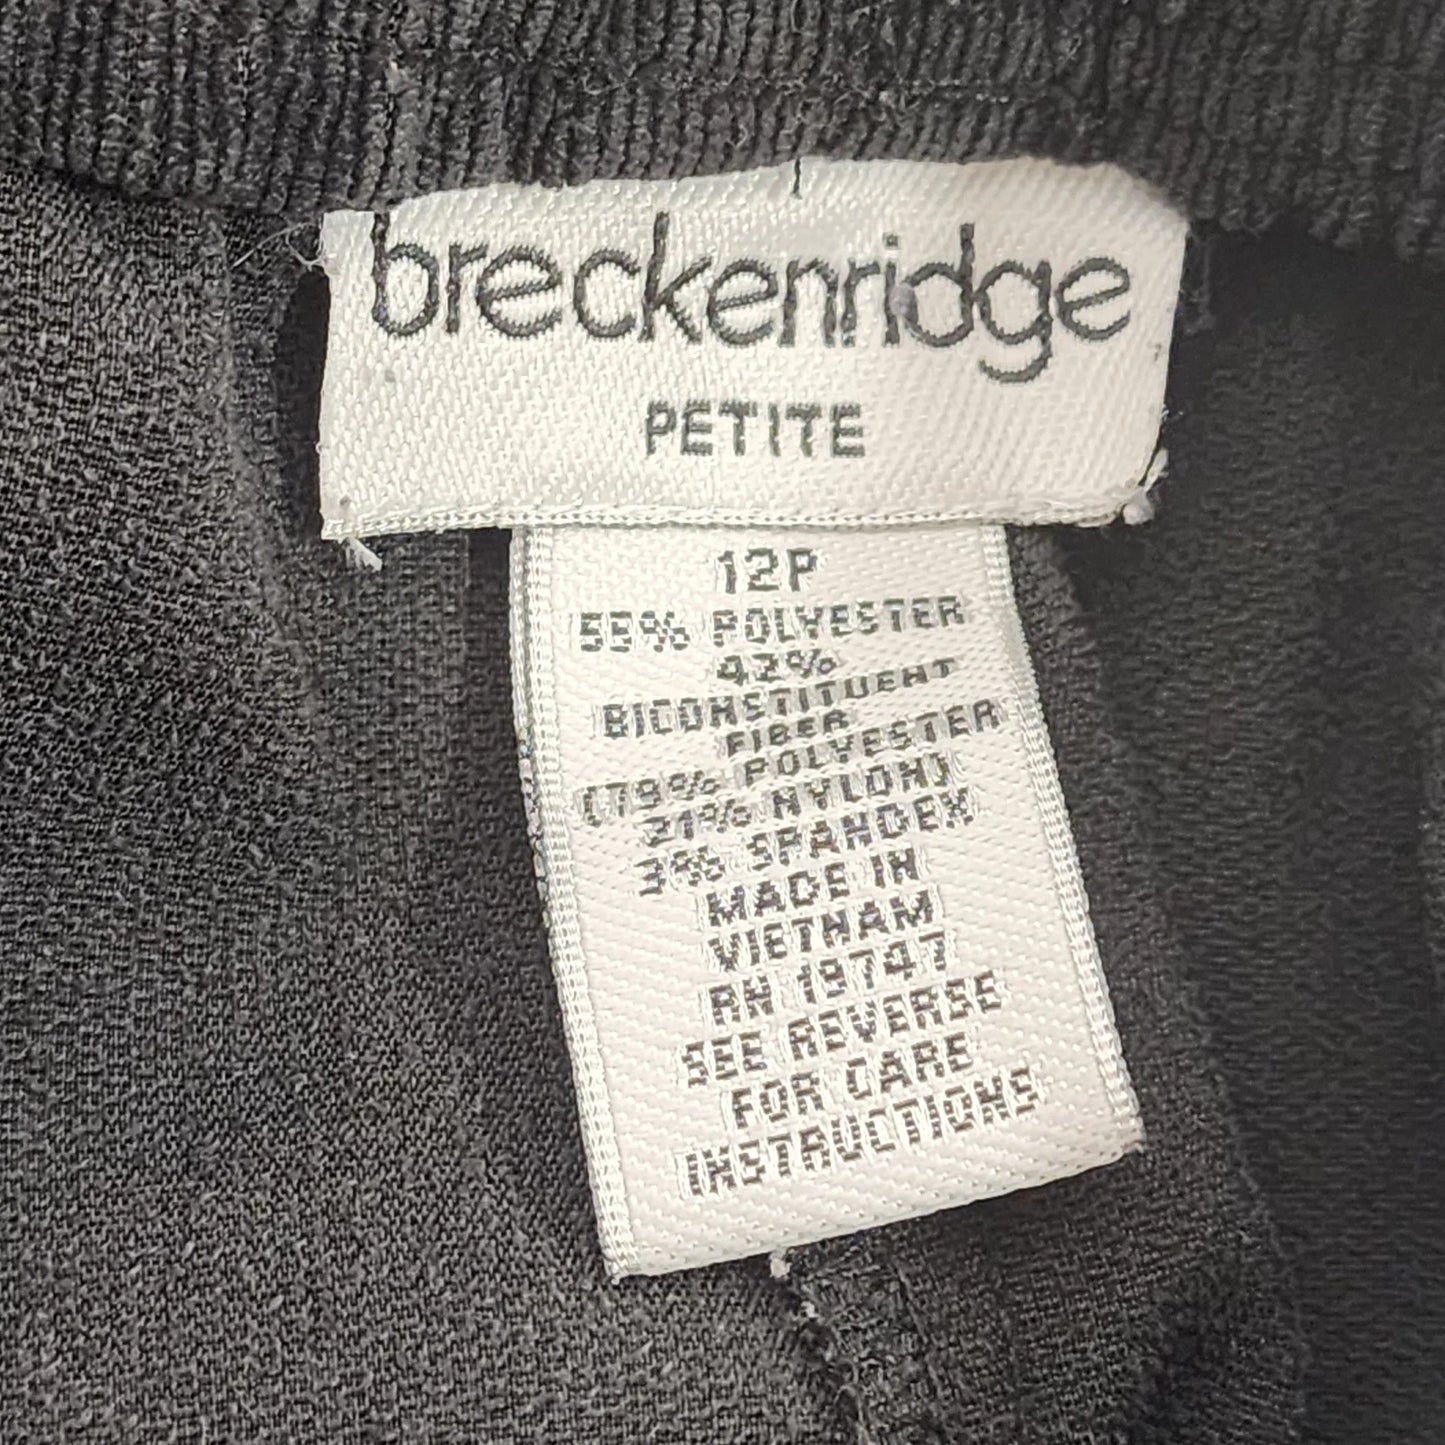 breckenridge
PETITE
12P
55% POLYESTER
42%
BICONSTITUENT
FIBER
(79% POLYESTER
21% NYLON)
3% SPANDEX
MADE IN
VIETNAM
RN 19747
SEE REVERSE
FOR CARE
INSTRUCTIONS